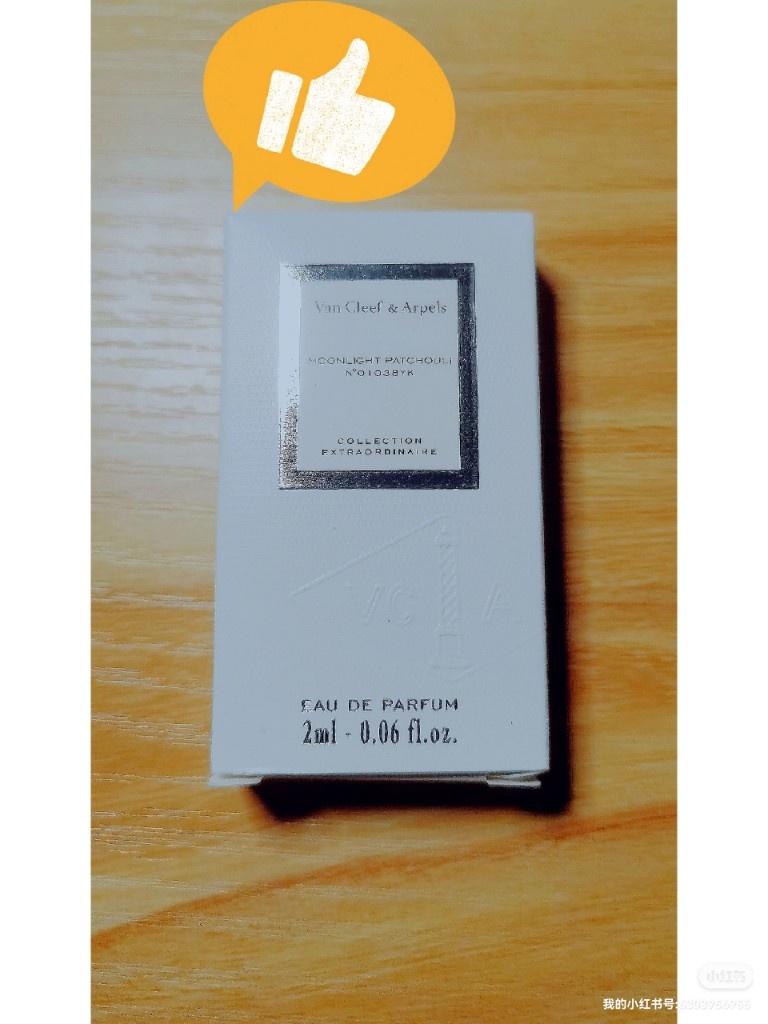 Van Cleef & Arpels
MOONLIGHT PATCHOULI
COLLECTION
EXTRAORDINAIRE
VC A
EAU DE PARFUM
2ml - 0.06 fl.oz.
小红书
我的小红书号: